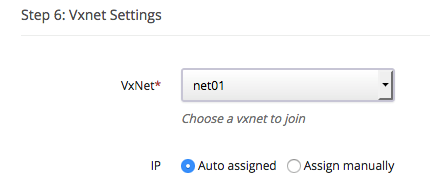 Step 6: Vxnet Settings
VxNet* net01
Choose a vxnet to join
IP Auto assigned Assign manually